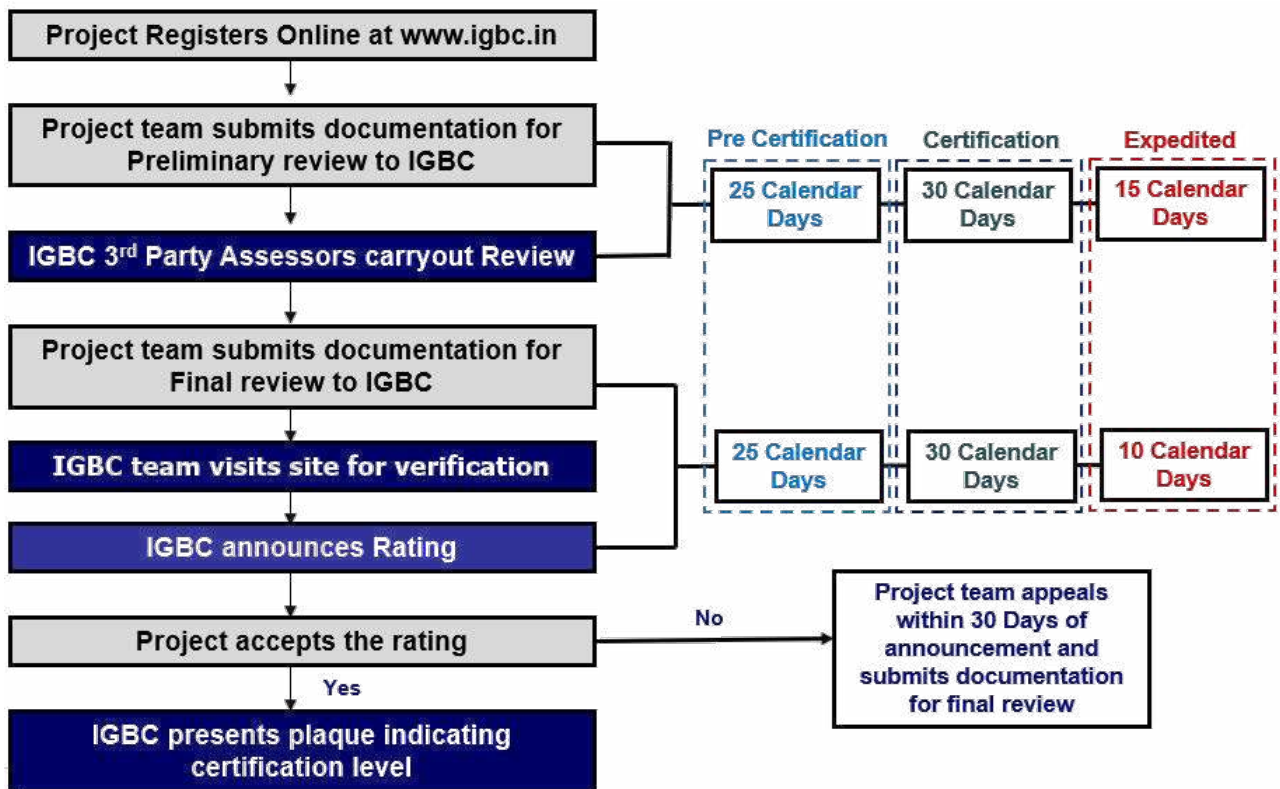 Project Registers Online at www.igbc.in
Project team submits documentation for
Preliminary review to IGBC
Pre Certification
Certification
Expedited
25 Calendar
Days
30 Calendar
Days
15 Calendar
Days
IGBC 3rd Party Assessors carryout Review
Project team submits documentation for
Final review to IGBC
IGBC team visits site for verification
25 Calendar
Days
30 Calendar
Days
10 Calendar
Days
IGBC announces Rating
Project accepts the rating
No
Project team appeals
within 30 Days of
announcement and
submits documentation
for final review
Yes
IGBC presents plaque indicating
certification level